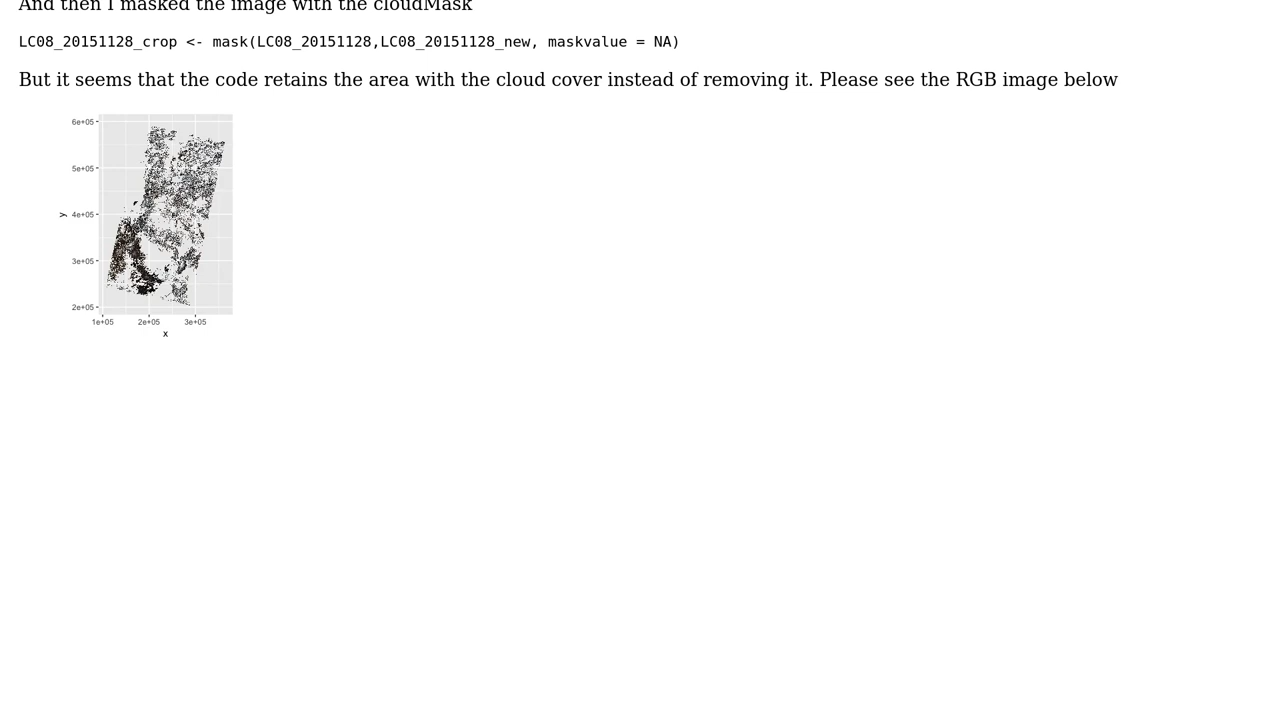 And then I masked the image with the cloudMask
LC08_20151128_crop <- mask(LC08_20151128,LC08_20151128_new, maskvalue = NA)
But it seems that the code retains the area with the cloud cover instead of removing it. Please see the RGB image below
6e+05
5e+05
y
4e+05
3e+05
2e+05
1e+05 2e+05 3e+05
x